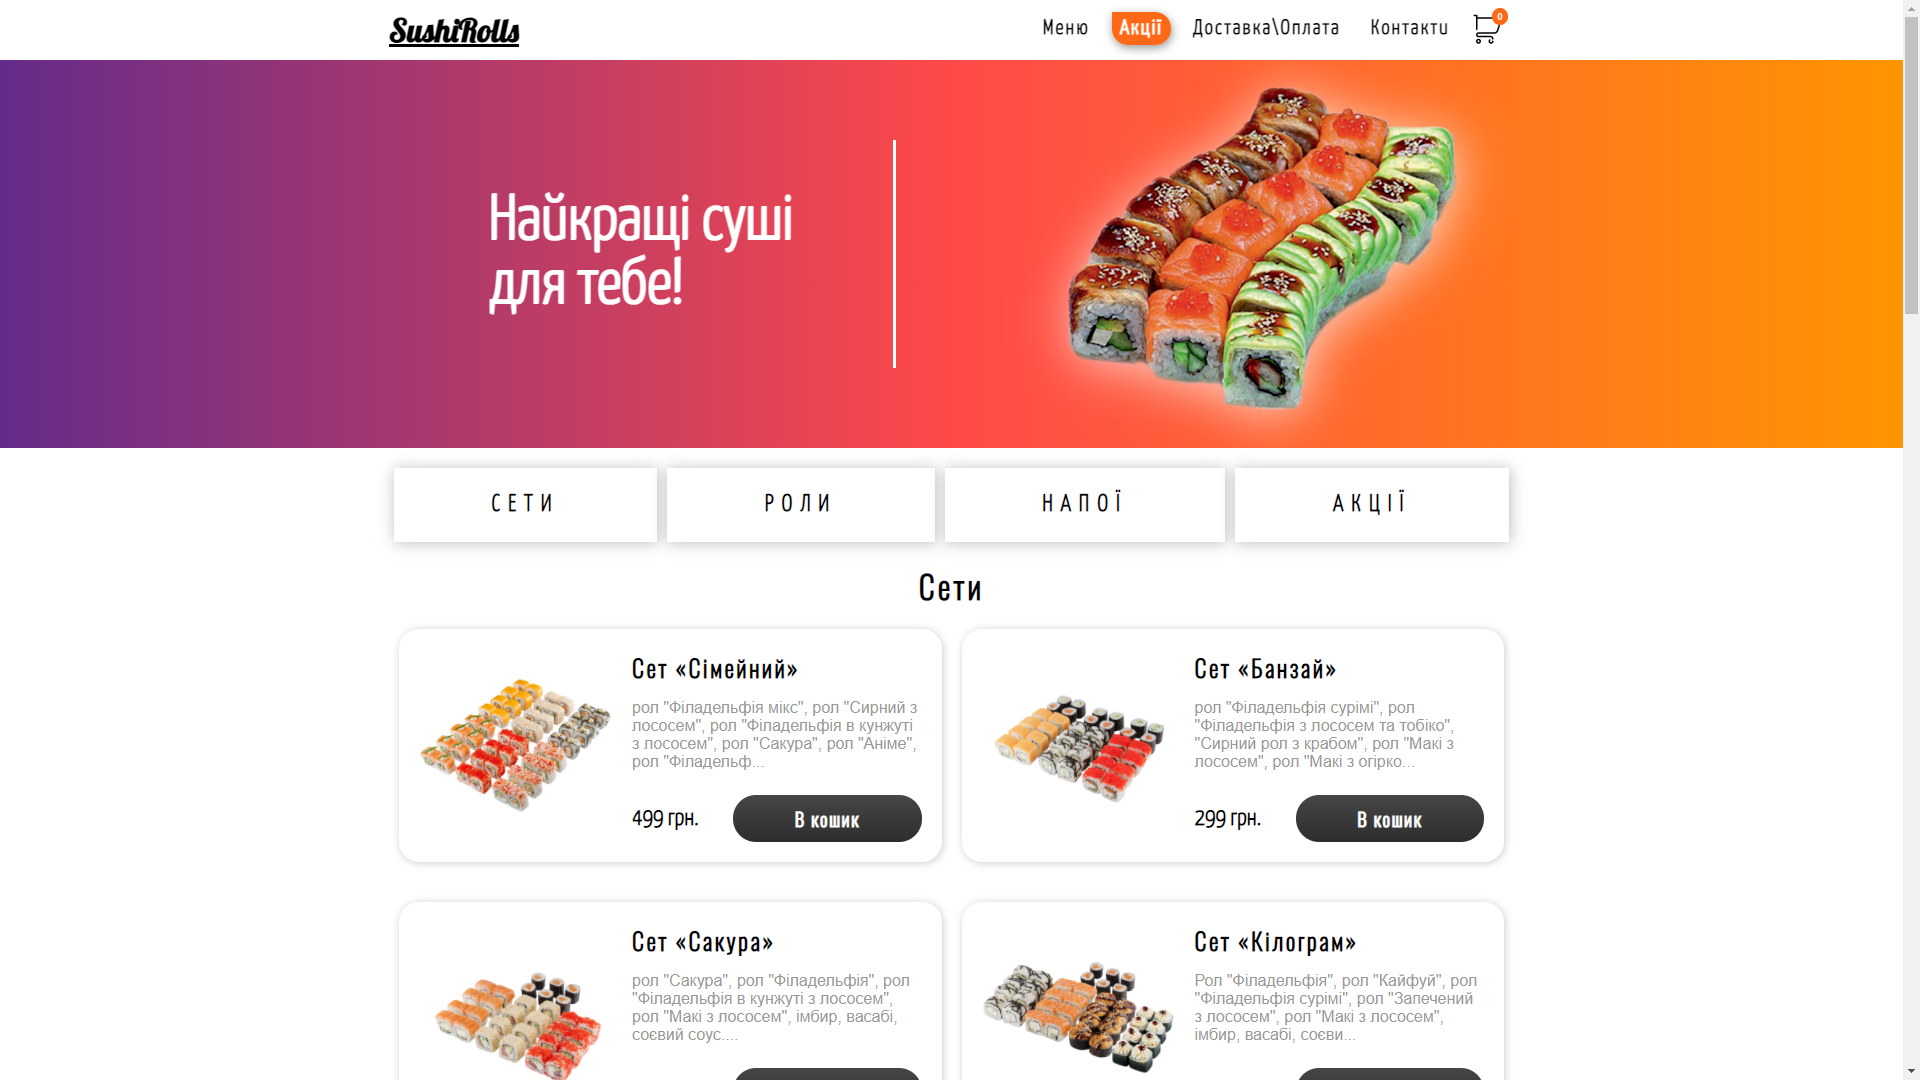 SushiRolls
Меню
Акції
Доставка\Оплата
Контакти
0
Найкращі суші
для тебе!
СЕТИ
РОЛИ
НАПОЇ
АКЦІЇ
Сети
Сет «Сімейний»
рол "Філадельфія мікс", рол "Сирний з
лососем", рол "Філадельфія в кунжуті
з лососем", рол "Сакура", рол "Аніме",
рол "Філадельф...
499 грн.
В кошик
Сет «Банзай»
рол "Філадельфія сурімі", рол
"Філадельфія з лососем та тобіко",
"Сирний рол з крабом", рол "Макі з
лососем", рол "Макі з огірко...
299 грн.
В кошик
Сет «Сакура»
рол "Сакура", рол "Філадельфія", рол
"Філадельфія в кунжуті з лососем",
рол "Макі з лососем", імбир, васабі,
соєвий соус....
Сет «Кілограм»
Рол "Філадельфія", рол "Кайфуй", рол
"Філадельфія сурімі", рол "Запечений
з лососем", рол "Макі з лососем",
імбир, васабі, соєви...